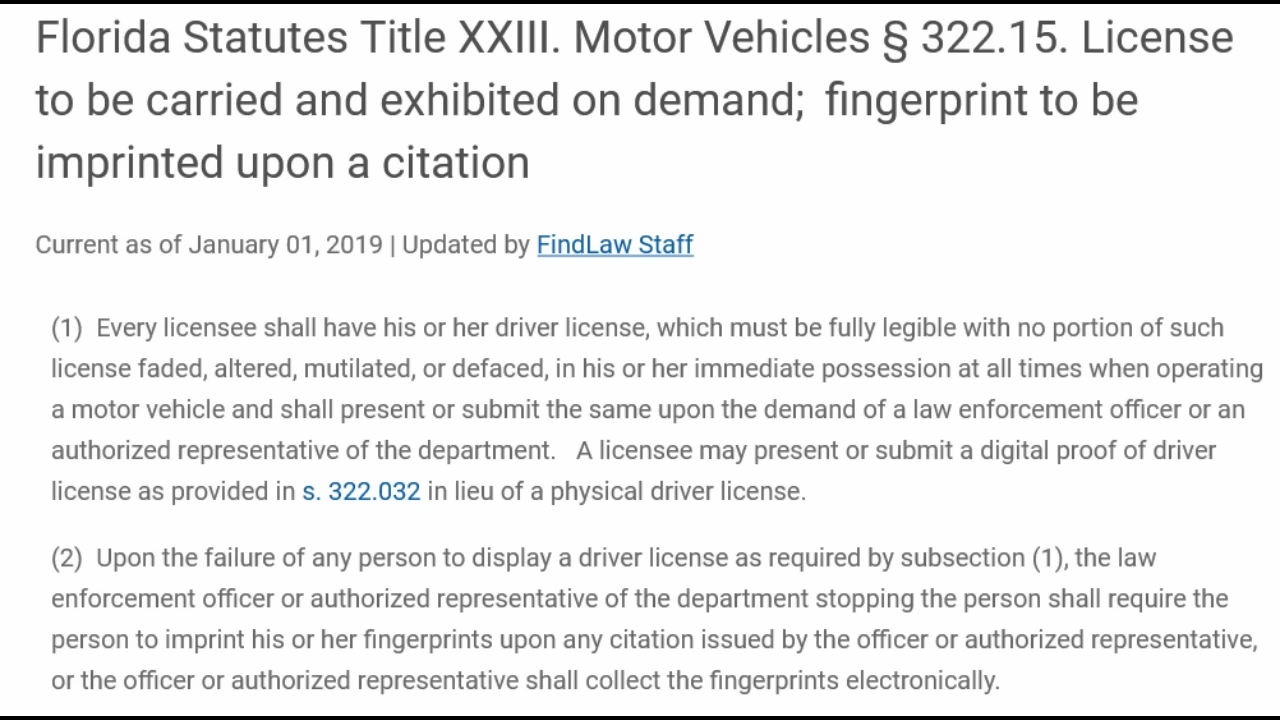 Florida Statutes Title XXIII. Motor Vehicles § 322.15. License
to be carried and exhibited on demand; fingerprint to be
imprinted upon a citation
Current as of January 01, 2019 | Updated by FindLaw Staff
(1) Every licensee shall have his or her driver license, which must be fully legible with no portion of such
license faded, altered, mutilated, or defaced, in his or her immediate possession at all times when operating
a motor vehicle and shall present or submit the same upon the demand of a law enforcement officer or an
authorized representative of the department. A licensee may present or submit a digital proof of driver
license as provided in s. 322.032 in lieu of a physical driver license.
(2) Upon the failure of any person to display a driver license as required by subsection (1), the law
enforcement officer or authorized representative of the department stopping the person shall require the
person to imprint his or her fingerprints upon any citation issued by the officer or authorized representative,
or the officer or authorized representative shall collect the fingerprints electronically.